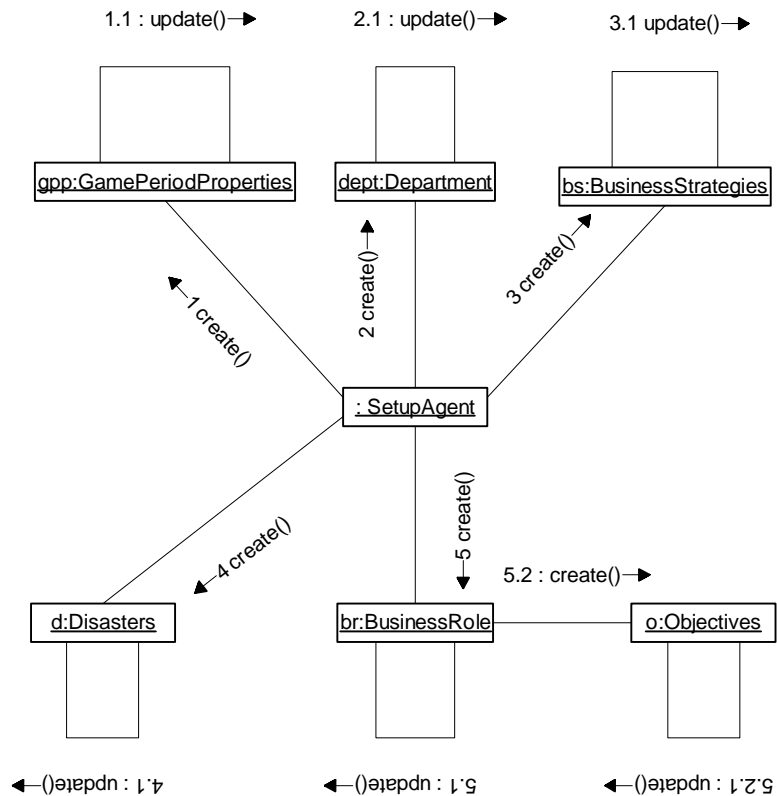 1.1 : update()
2.1 : update()
3.1 update()
gpp:GamePeriodProperties
dept:Department
bs:BusinessStrategies
1 create()
2 create()
3 create()
: SetupAgent
4 create()
5 create()
5.2 : create()
d:Disasters
br:BusinessRole
o:Objectives
4.1 : update()
5.1 : update()
5.2.1 : update()